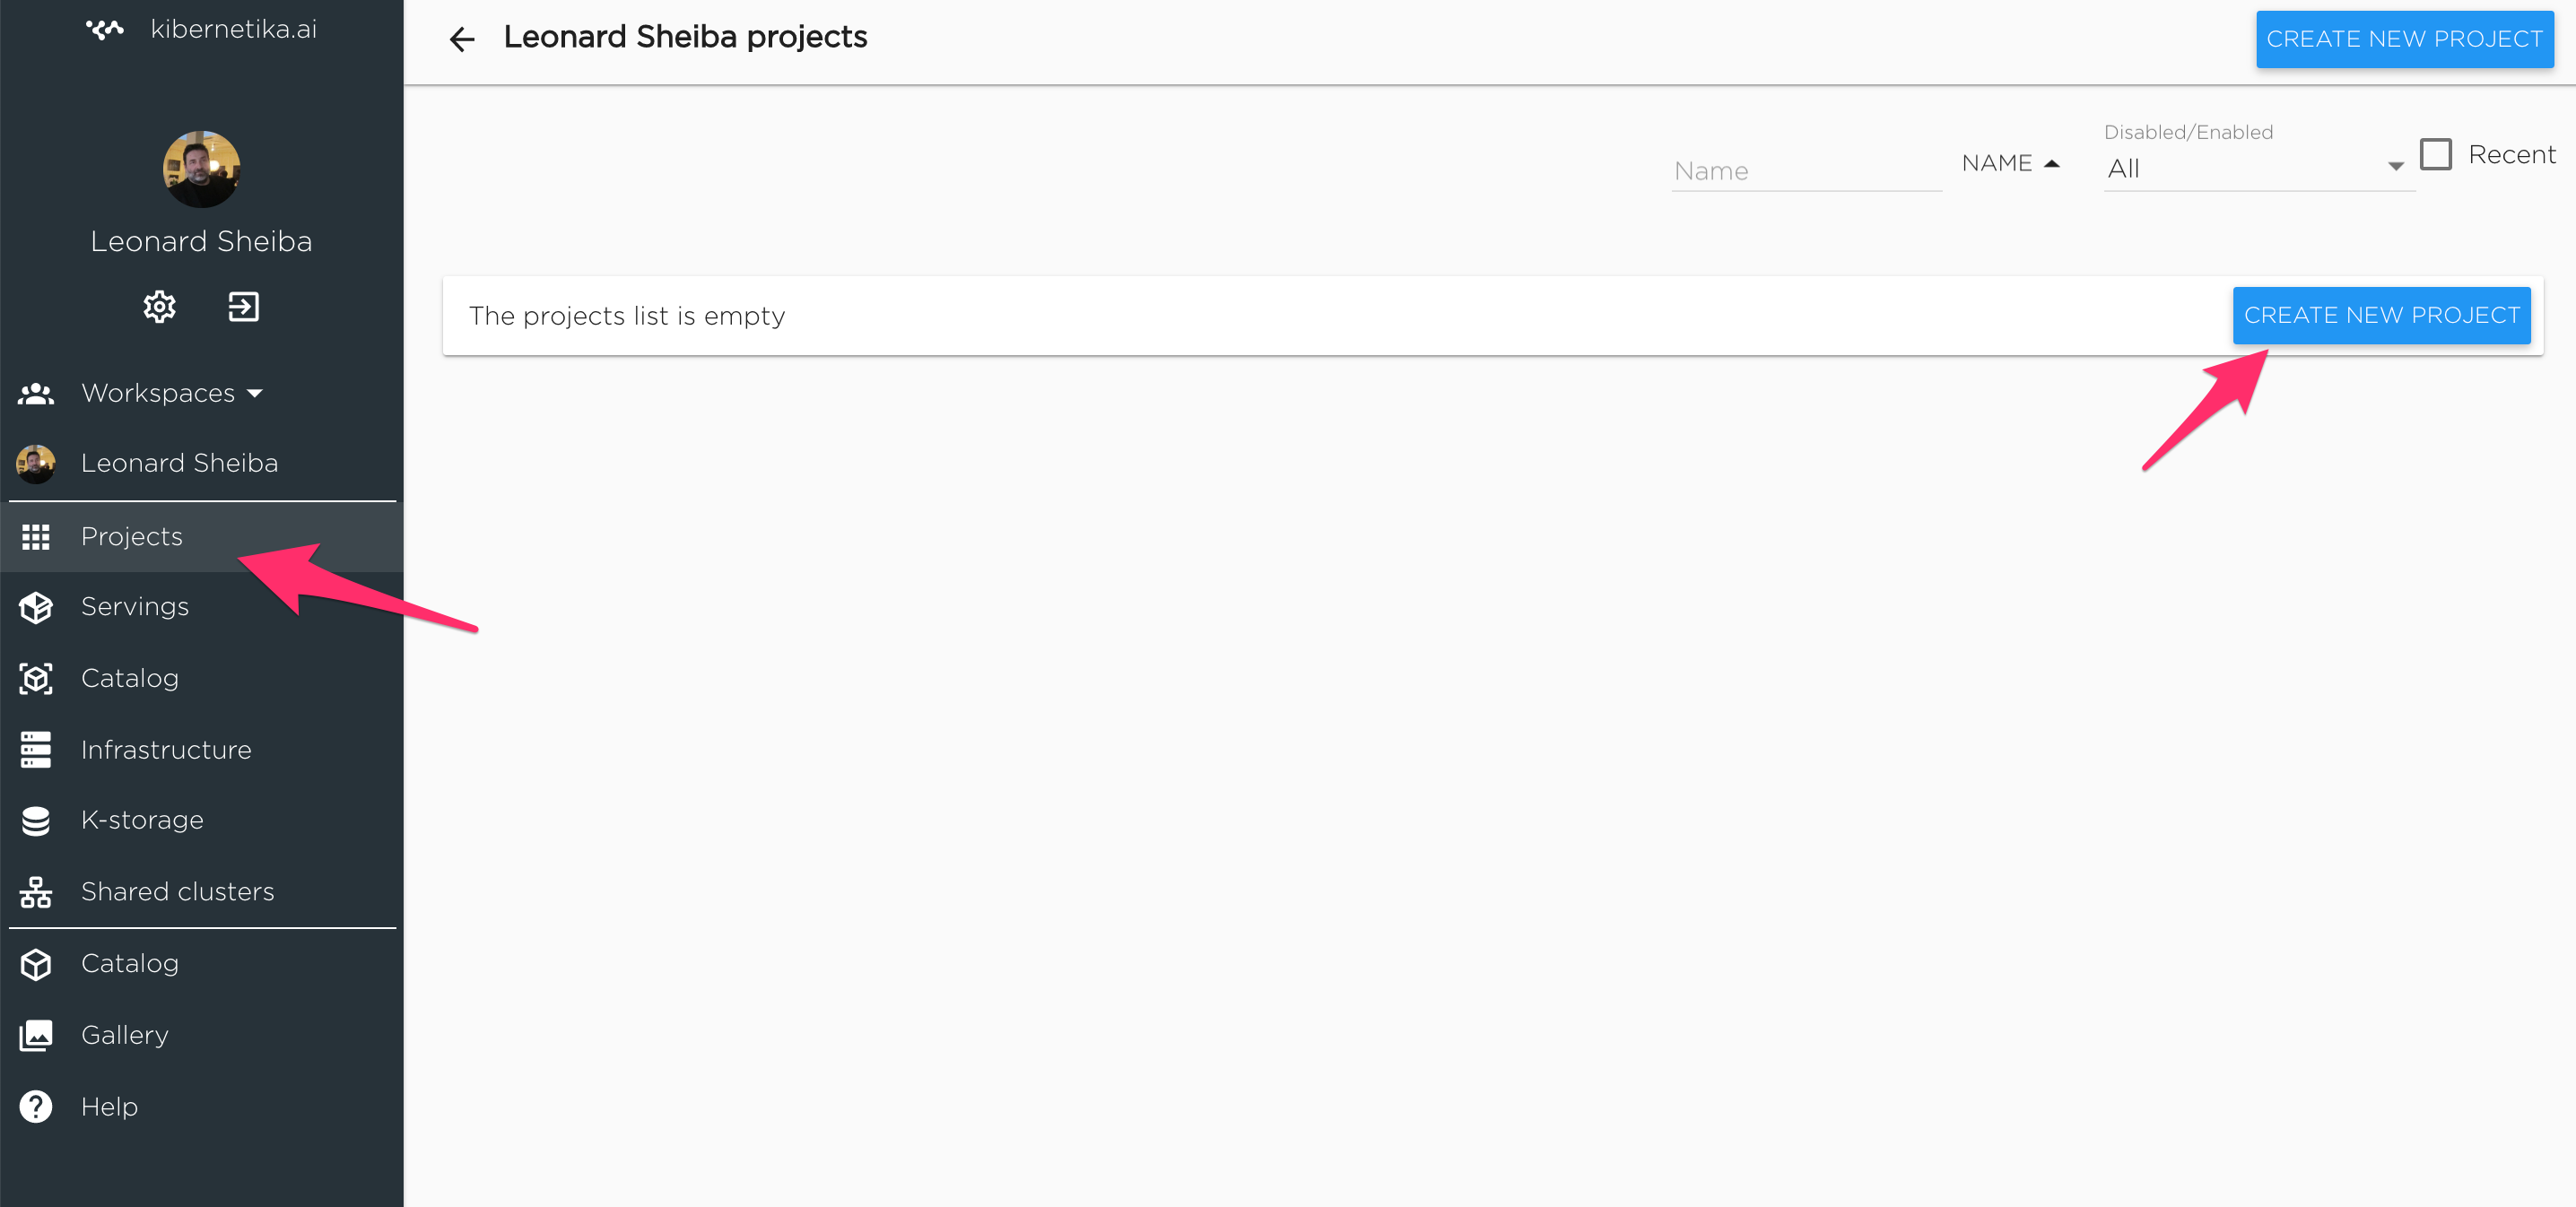 kibernetika.ai
Leonard Sheiba
Workspaces
Leonard Sheiba
Projects
Servings
Catalog
Infrastructure
K-storage
Shared clusters
Catalog
Gallery
Help
Leonard Sheiba projects
CREATE NEW PROJECT
Name
NAME
Disabled/Enabled
All
Recent
The projects list is empty
CREATE NEW PROJECT